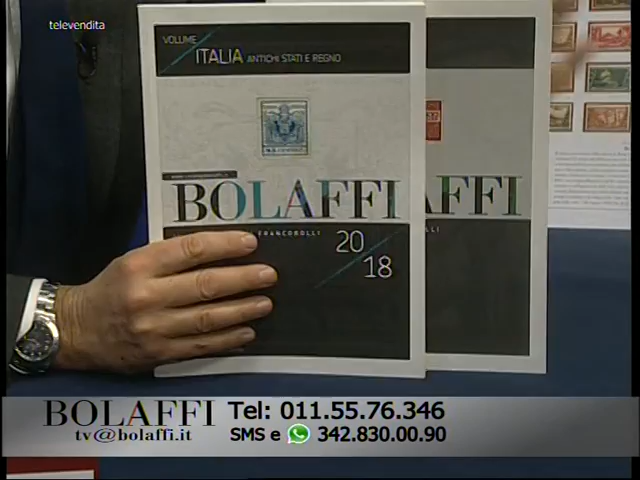 televendita
VOLUME
ITALIA ANTICHI STATI E REGNO
BOLAFFI
AFFI
FRANCOBOLLI
LLI
20
18
BOLAFFI
tv@bolaffi.it
Tel: 011.55.76.346
SMS e 342.830.00.90